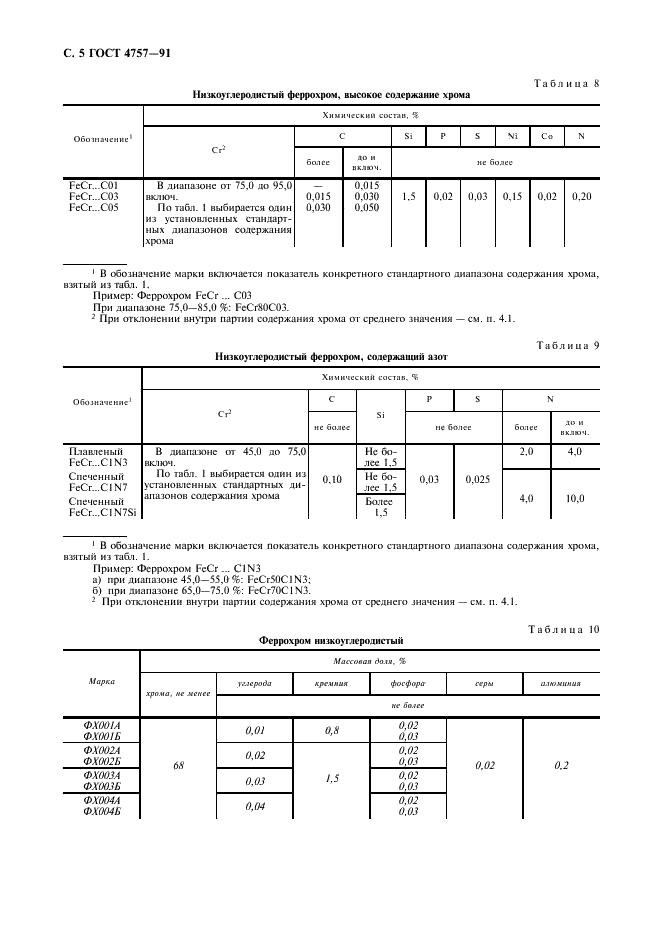 С. 5 ГОСТ 4757—91
Таблица 8
Низкоуглеродистый феррохром, высокое содержание хрома
Обозначение¹
Химический состав, %
Cr²
C
Si
P
S
Ni
Co
N
более
до и
включ.
не более
FeCr...C01
FeCr...C03
FeCr...C05
В диапазоне от 75,0 до 95,0
включ.
По табл. 1 выбирается один
из установленных стандарт-
ных диапазонов содержания
хрома
—
0,015
0,030
0,015
0,030
0,050
1,5
0,02
0,03
0,15
0,02
0,20
¹ В обозначение марки включается показатель конкретного стандартного диапазона содержания хрома,
взятый из табл. 1.
Пример: Феррохром FeCr ... C03
При диапазоне 75,0—85,0 %: FeCr80C03.
² При отклонении внутри партии содержания хрома от среднего значения — см. п. 4.1.
Таблица 9
Низкоуглеродистый феррохром, содержащий азот
Обозначение¹
Химический состав, %
Cr²
C
Si
P
S
N
не более
не более
более
до и
включ.
Плавленый
FeCr...C1N3
Спеченный
FeCr...C1N7
Спеченный
FeCr...C1N7Si
В диапазоне от 45,0 до 75,0
включ.
По табл. 1 выбирается один из
установленных стандартных ди-
апазонов содержания хрома
0,10
Не бо-
лее 1,5
Не бо-
лее 1,5
Более
1,5
0,03
0,025
2,0
4,0
4,0
10,0
¹ В обозначение марки включается показатель конкретного стандартного диапазона содержания хрома,
взятый из табл. 1.
Пример: Феррохром FeCr ... C1N3
а) при диапазоне 45,0—55,0 %: FeCr50C1N3;
б) при диапазоне 65,0—75,0 %: FeCr70C1N3.
² При отклонении внутри партии содержания хрома от среднего значения — см. п. 4.1.
Таблица 10
Феррохром низкоуглеродистый
Марка
Массовая доля, %
хрома, не менее
углерода
кремния
фосфора
серы
алюминия
не более
ФХ001А
ФХ001Б
ФХ002А
ФХ002Б
ФХ003А
ФХ003Б
ФХ004А
ФХ004Б
68
0,01
0,02
0,03
0,04
0,8
1,5
0,02
0,03
0,02
0,03
0,02
0,03
0,02
0,03
0,02
0,2